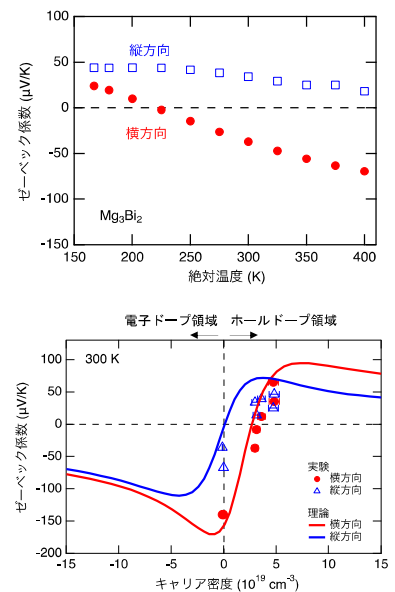 100
50
0
-50
-100
-150
ゼーベック係数 (μV/K)
縦方向
横方向
Mg3Bi2
150
200
250
300
350
400
絶対温度 (K)
電子ドープ領域
ホールドープ領域
100
50
0
-50
-100
-150
-200
ゼーベック係数 (μV/K)
300 K
実験
横方向
縦方向
理論
横方向
縦方向
-15
-10
-5
0
5
10
15
キャリア密度 (10^19 cm^-3)